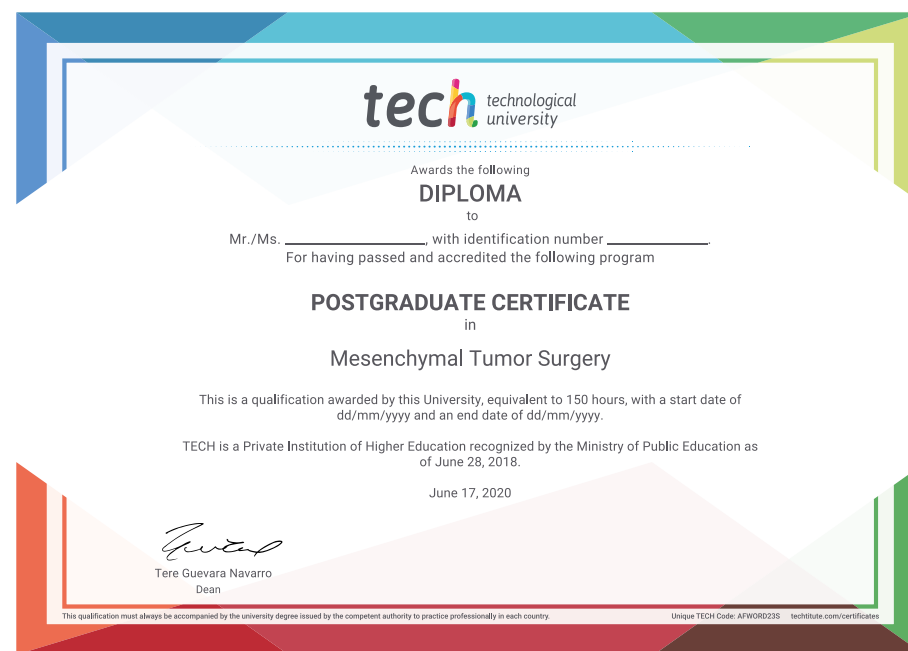 tech technological
university
Awards the following
DIPLOMA
to
Mr./Ms. ____________, with identification number ____________.
For having passed and accredited the following program
POSTGRADUATE CERTIFICATE
in
Mesenchymal Tumor Surgery
This is a qualification awarded by this University, equivalent to 150 hours, with a start date of
dd/mm/yyyy and an end date of dd/mm/yyyy.
TECH is a Private Institution of Higher Education recognized by the Ministry of Public Education as
of June 28, 2018.
June 17, 2020
Tere Guevara Navarro
Dean
This qualification must always be accompanied by the university degree issued by the competent authority to practice professionally in each country. Unique TECH Code: AFWORD23S techtitute.com/certificates